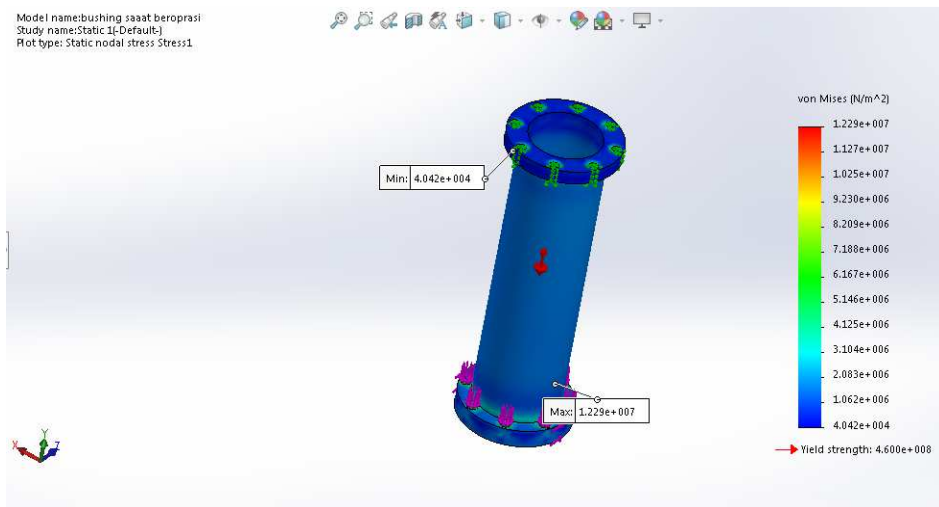 Model name:bushing saaat beroprasi
Study name:Static 1(-Default-)
Plot type: Static nodal stress Stress1
von Mises (N/m^2)
1.229e+007
1.127e+007
1.025e+007
9.230e+006
8.209e+006
7.188e+006
6.167e+006
5.146e+006
4.125e+006
3.104e+006
2.083e+006
1.062e+006
4.042e+004
Yield strength: 4.600e+008
Min: 4.042e+004
Max: 1.229e+007
X
Y
Z